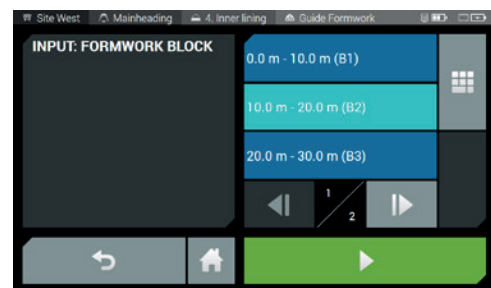 Site West Mainheading 4. Inner lining Guide Formwork
INPUT: FORMWORK BLOCK
0.0 m - 10.0 m (B1)
10.0 m - 20.0 m (B2)
20.0 m - 30.0 m (B3)
1
2